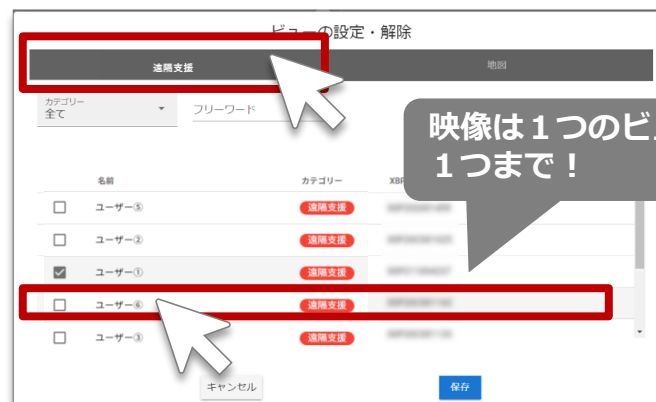 ビューの設定・解除
遠隔支援
地図
カテゴリー
全て
フリーワード
映像は１つのビ
１つまで！
名前
カテゴリー
ユーザー⑤
遠隔支援
ユーザー②
遠隔支援
ユーザー①
遠隔支援
ユーザー⑥
遠隔支援
ユーザー③
遠隔支援
キャンセル
保存